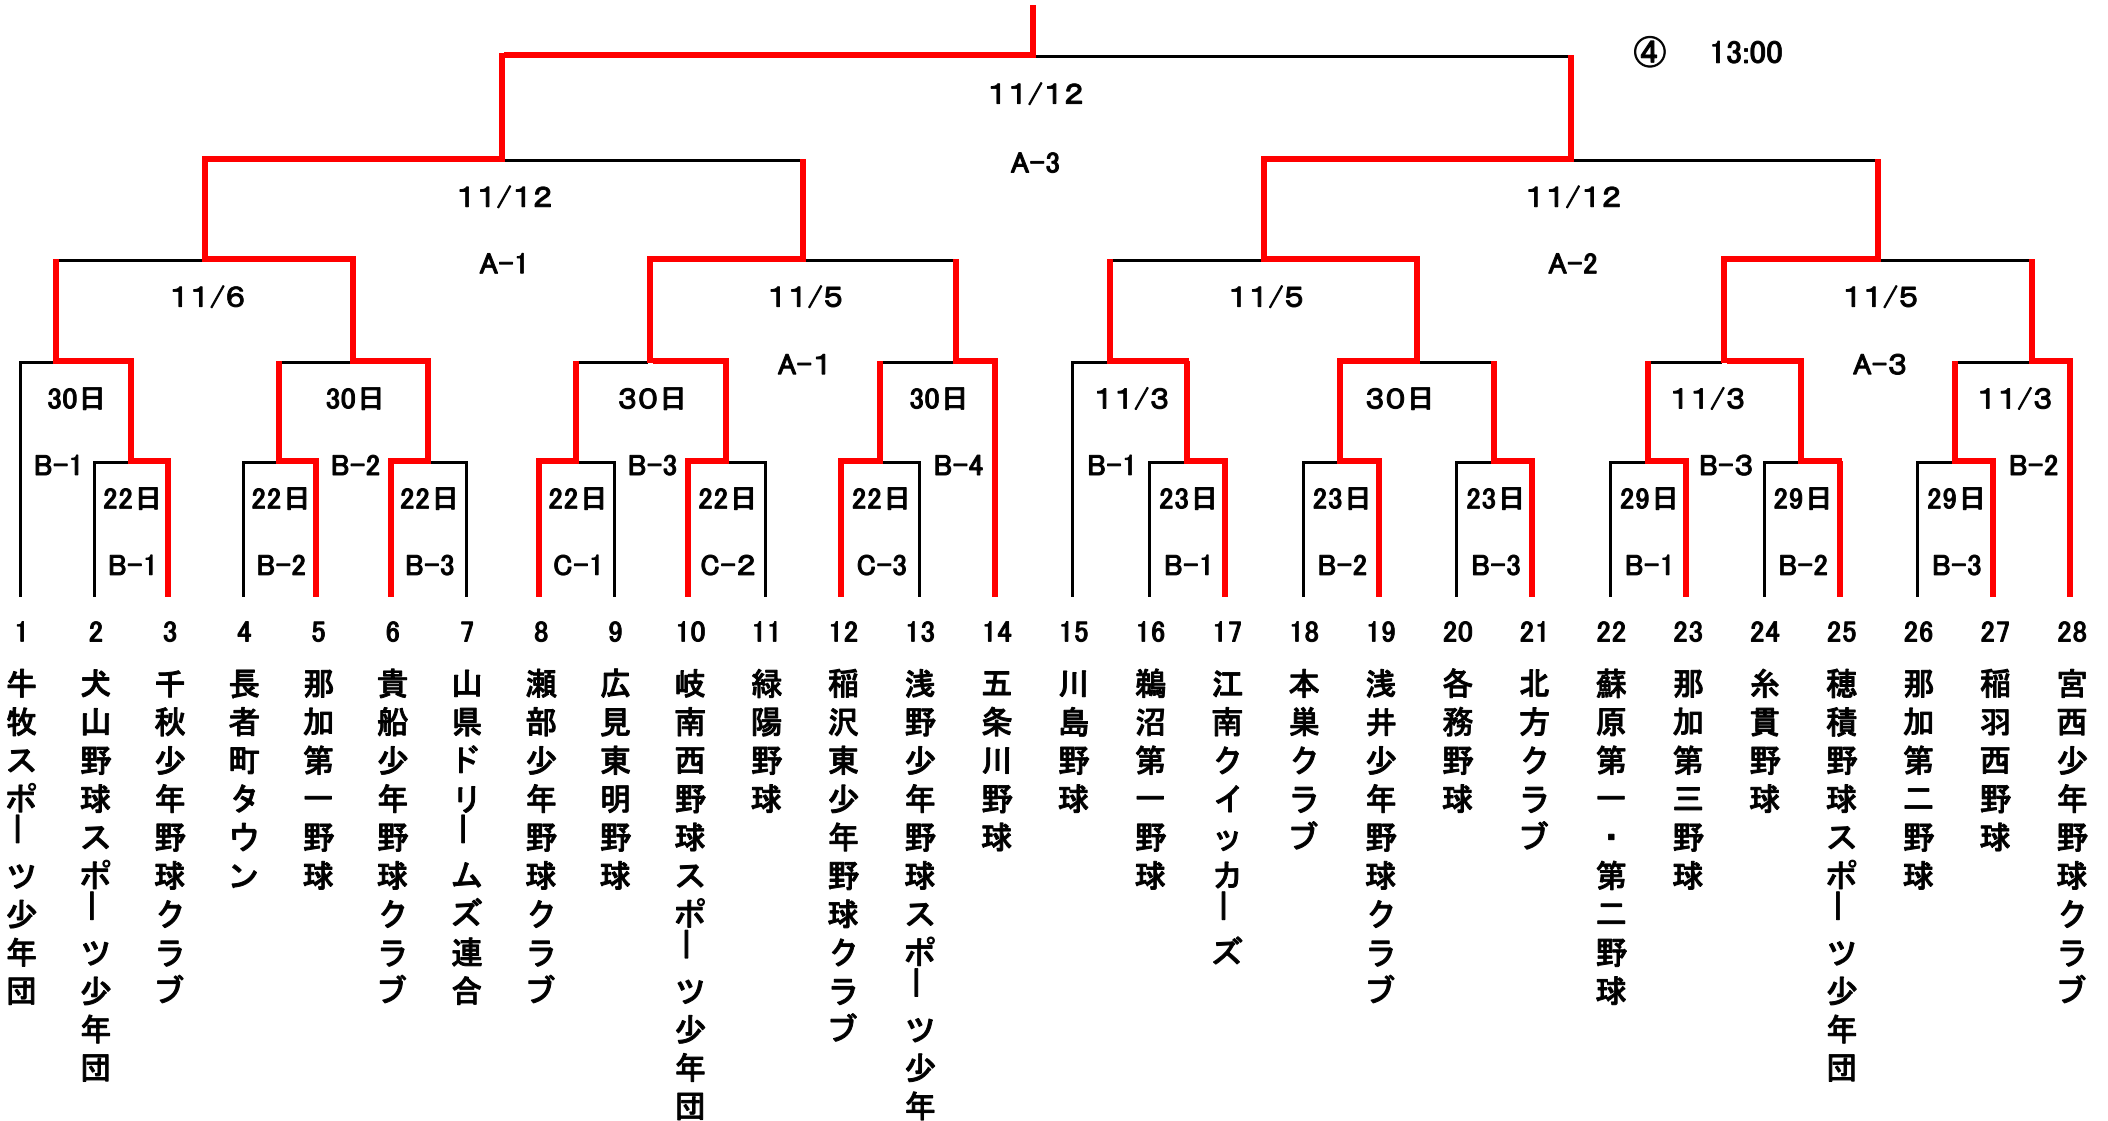 ④ 13:00
11/12
A-3
11/12 11/12
A-1 A-2
11/6 11/5 11/5 11/5
A-1 A-3
30日 30日 30日 30日 11/3 30日 11/3 11/3
B-1 B-2 B-3 B-4 B-1 B-3 B-2
22日 22日 22日 22日 22日 22日 23日 23日 23日 29日 29日 29日
B-1 B-2 B-3 C-1 C-2 C-3 B-1 B-2 B-3 B-1 B-2 B-3
1 2 3 4 5 6 7 8 9 10 11 12 13 14 15 16 17 18 19 20 21 22 23 24 25 26 27 28
牛牧スポーツ少年団
犬山野球スポーツ少年団
千秋少年野球クラブ
長者町タウン
那加第一野球
貴船少年野球クラブ
山県ドリームズ連合
瀬部少年野球クラブ
広見東明野球
岐南西野球スポーツ少年団
緑陽野球
稲沢東少年野球クラブ
浅野少年野球スポーツ少年
五条川野球
川島野球
鵜沼第一野球
江南クイッカーズ
本巣クラブ
浅井少年野球クラブ
各務野球
北方クラブ
蘇原第一・第二野球
那加第三野球
糸貫野球
穂積野球スポーツ少年団
那加第二野球
稲羽西野球
宮西少年野球クラブ